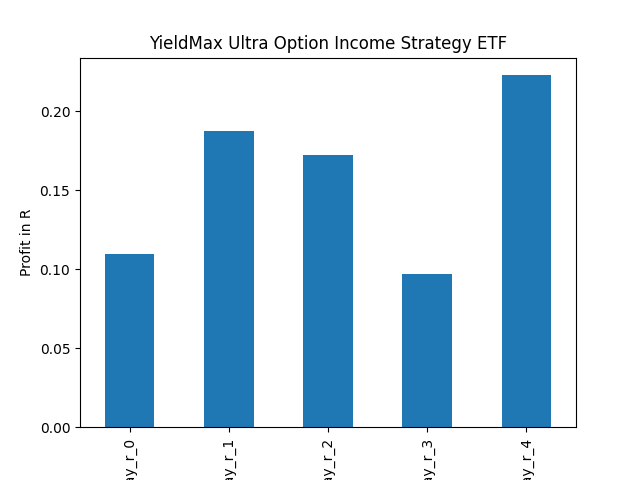 YieldMax Ultra Option Income Strategy ETF
Profit in R
0.20
0.15
0.10
0.05
0.00
ay_r_0
ay_r_1
ay_r_2
ay_r_3
ay_r_4